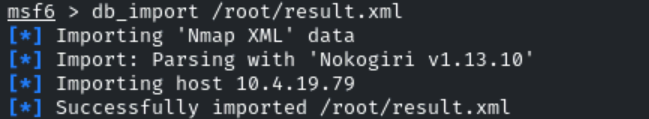 msf6 > db_import /root/result.xml
[*] Importing 'Nmap XML' data
[*] Import: Parsing with 'Nokogiri v1.13.10'
[*] Importing host 10.4.19.79
[*] Successfully imported /root/result.xml